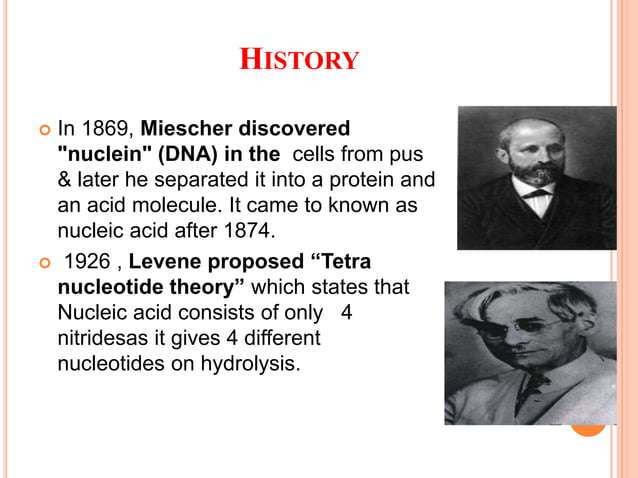 HISTORY
In 1869, Miescher discovered
"nuclein" (DNA) in the cells from pus
& later he separated it into a protein and
an acid molecule. It came to known as
nucleic acid after 1874.
1926 , Levene proposed “Tetra
nucleotide theory” which states that
Nucleic acid consists of only 4
nitridesas it gives 4 different
nucleotides on hydrolysis.